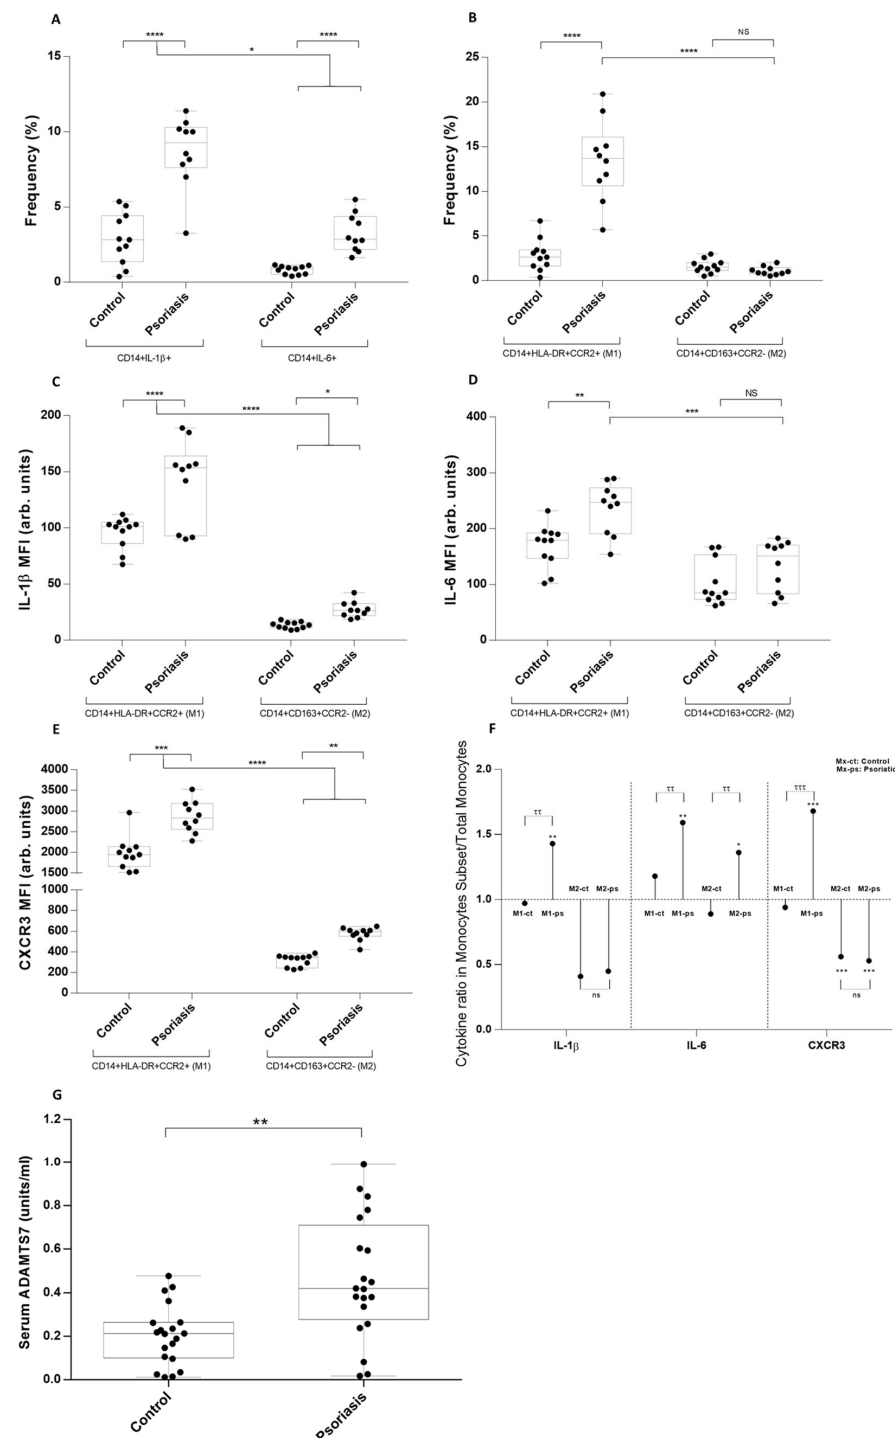 A
****
****
*
15
10
5
0
Frequency (%)
Control
Psoriasis
Control
Psoriasis
CD14+IL-1β+
CD14+IL-6+
B
****
NS
****
25
20
15
10
5
0
Frequency (%)
Control
Psoriasis
Control
Psoriasis
CD14+HLA-DR+CCR2+ (M1)
CD14+CD163+CCR2- (M2)
C
****
*
****
200
150
100
50
0
IL-1β MFI (arb. units)
Control
Psoriasis
Control
Psoriasis
CD14+HLA-DR+CCR2+ (M1)
CD14+CD163+CCR2- (M2)
D
**
NS
***
400
300
200
100
0
IL-6 MFI (arb. units)
Control
Psoriasis
Control
Psoriasis
CD14+HLA-DR+CCR2+ (M1)
CD14+CD163+CCR2- (M2)
E
***
**
****
4000
3500
3000
2500
2000
1500
1000
800
600
400
200
0
CXCR3 MFI (arb. units)
Control
Psoriasis
Control
Psoriasis
CD14+HLA-DR+CCR2+ (M1)
CD14+CD163+CCR2- (M2)
F
Mx-ct: Control
Mx-ps: Psoriatic
2.0
1.5
1.0
0.5
0.0
Cytokine ratio in Monocytes Subset/Total Monocytes
ττ
**
M2-ct M2-ps
M1-ct M1-ps
ns
IL-1β
ττ
ττ
**
*
M2-ct
M1-ct M1-ps M2-ps
IL-6
τττ
***
M1-ct M2-ct M2-ps
M1-ps
*** ***
ns
CXCR3
G
**
1.2
1.0
0.8
0.6
0.4
0.2
0.0
Serum ADAMTS7 (units/ml)
Control
Psoriasis